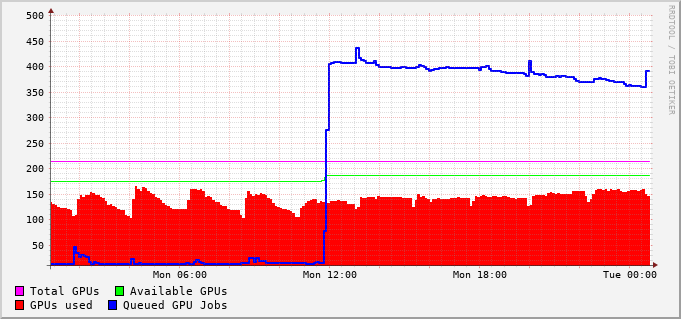 RRDTOOL / TOBI OETIKER
500
450
400
350
300
250
200
150
100
50
Mon 06:00 Mon 12:00 Mon 18:00 Tue 00:00
Total GPUs Available GPUs
GPUs used Queued GPU Jobs